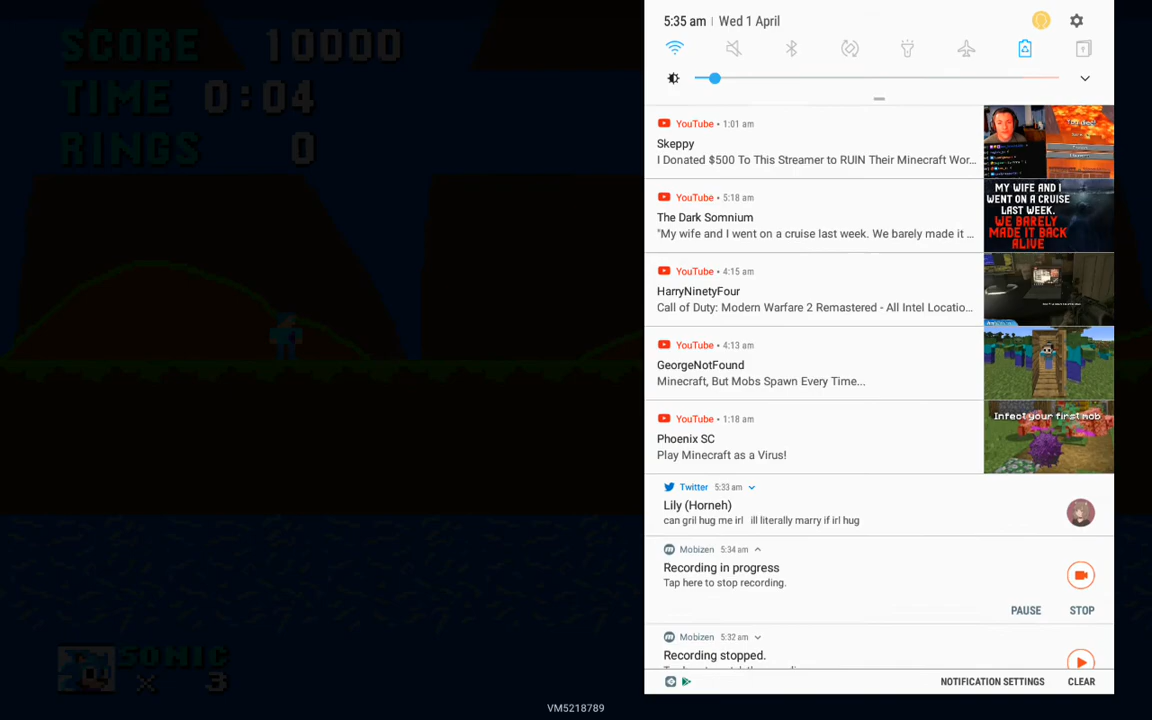 SCORE 10000
TIME 0:04
RINGS 0
SONIC
x 3
5:35 am | Wed 1 April
YouTube • 1:01 am
Skeppy
I Donated $500 To This Streamer to RUIN Their Minecraft Wor...
YouTube • 5:18 am
The Dark Somnium
"My wife and I went on a cruise last week. We barely made it ...
MY WIFE AND I
WENT ON A CRUISE
LAST WEEK.
WE BARELY
MADE IT BACK
ALIVE
YouTube • 4:15 am
HarryNinetyFour
Call of Duty: Modern Warfare 2 Remastered - All Intel Locatio...
YouTube • 4:13 am
GeorgeNotFound
Minecraft, But Mobs Spawn Every Time...
YouTube • 1:18 am
Phoenix SC
Play Minecraft as a Virus!
Infect your first mob
Twitter 5:33 am
Lily (Horneh)
can gril hug me irl ill literally marry if irl hug
Mobizen 5:34 am
Recording in progress
Tap here to stop recording.
PAUSE STOP
Mobizen 5:32 am
Recording stopped.
NOTIFICATION SETTINGS CLEAR
VM5218789